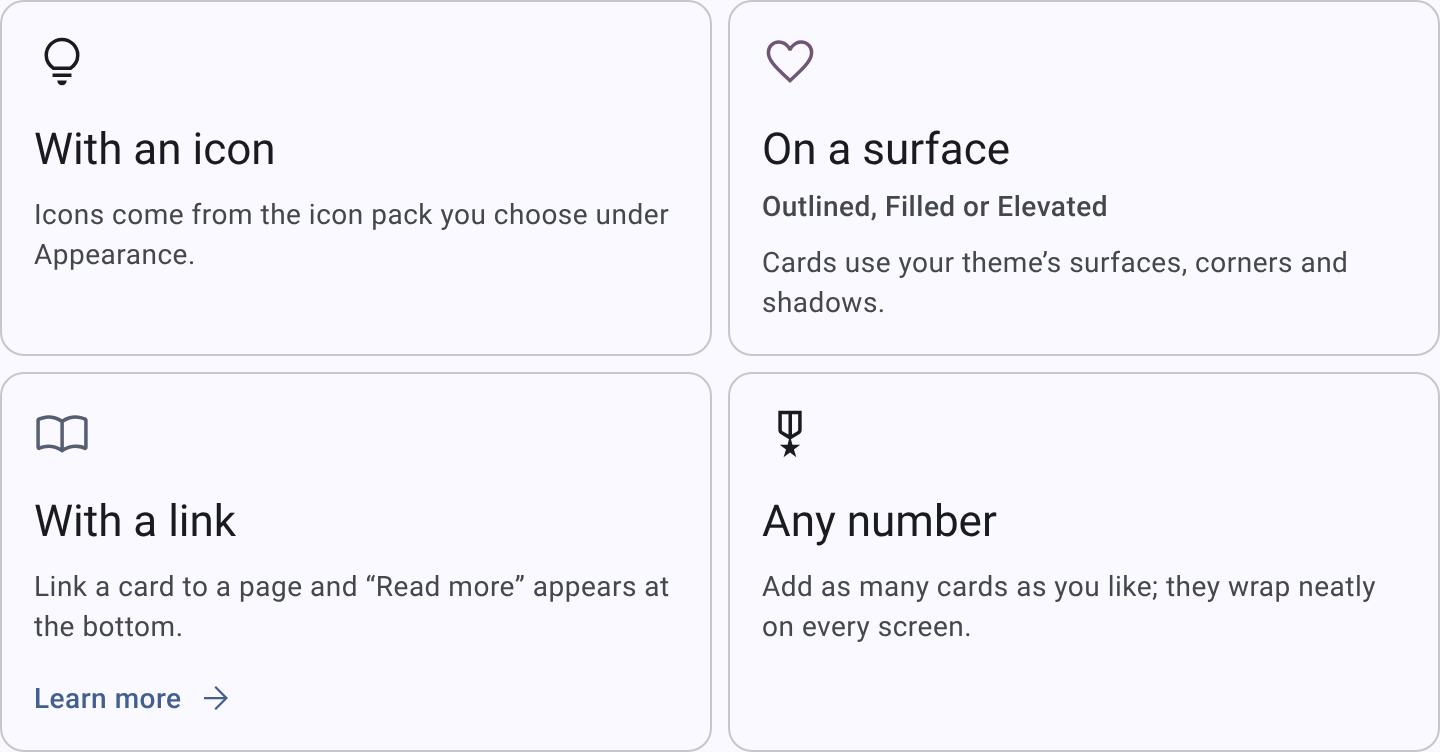 With an icon
Icons come from the icon pack you choose under
Appearance.
On a surface
Outlined, Filled or Elevated
Cards use your theme’s surfaces, corners and
shadows.
With a link
Link a card to a page and “Read more” appears at
the bottom.
Learn more
Any number
Add as many cards as you like; they wrap neatly
on every screen.